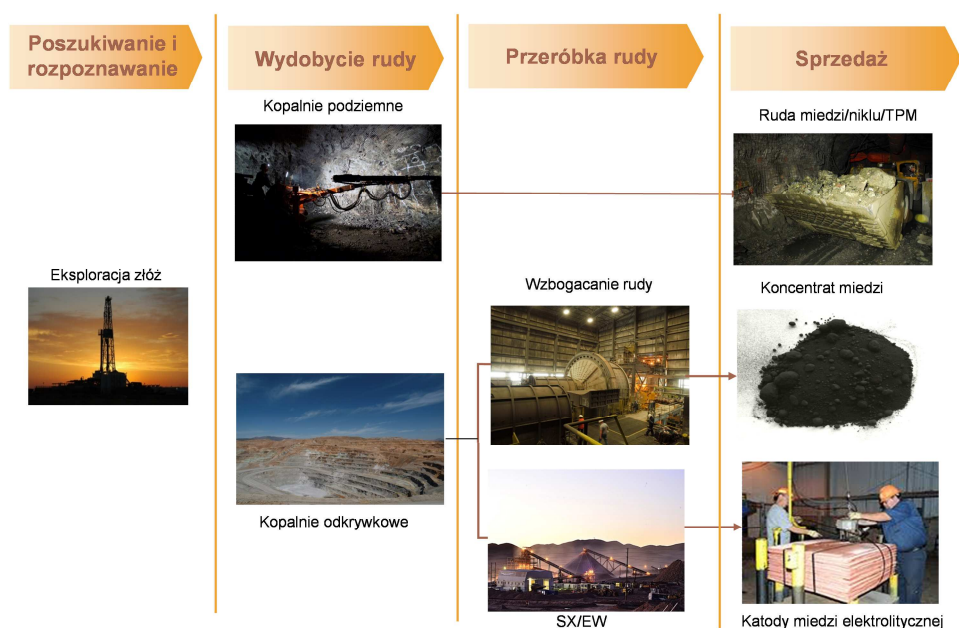 Poszukiwanie i
rozpoznawanie
Wydobycie rudy
Przeróbka rudy
Sprzedaż
Kopalnie podziemne
Ruda miedzi/niklu/TPM
Eksploracja złóż
Wzbogacanie rudy
Koncentrat miedzi
Kopalnie odkrywkowe
SX/EW
Katody miedzi elektrolitycznej